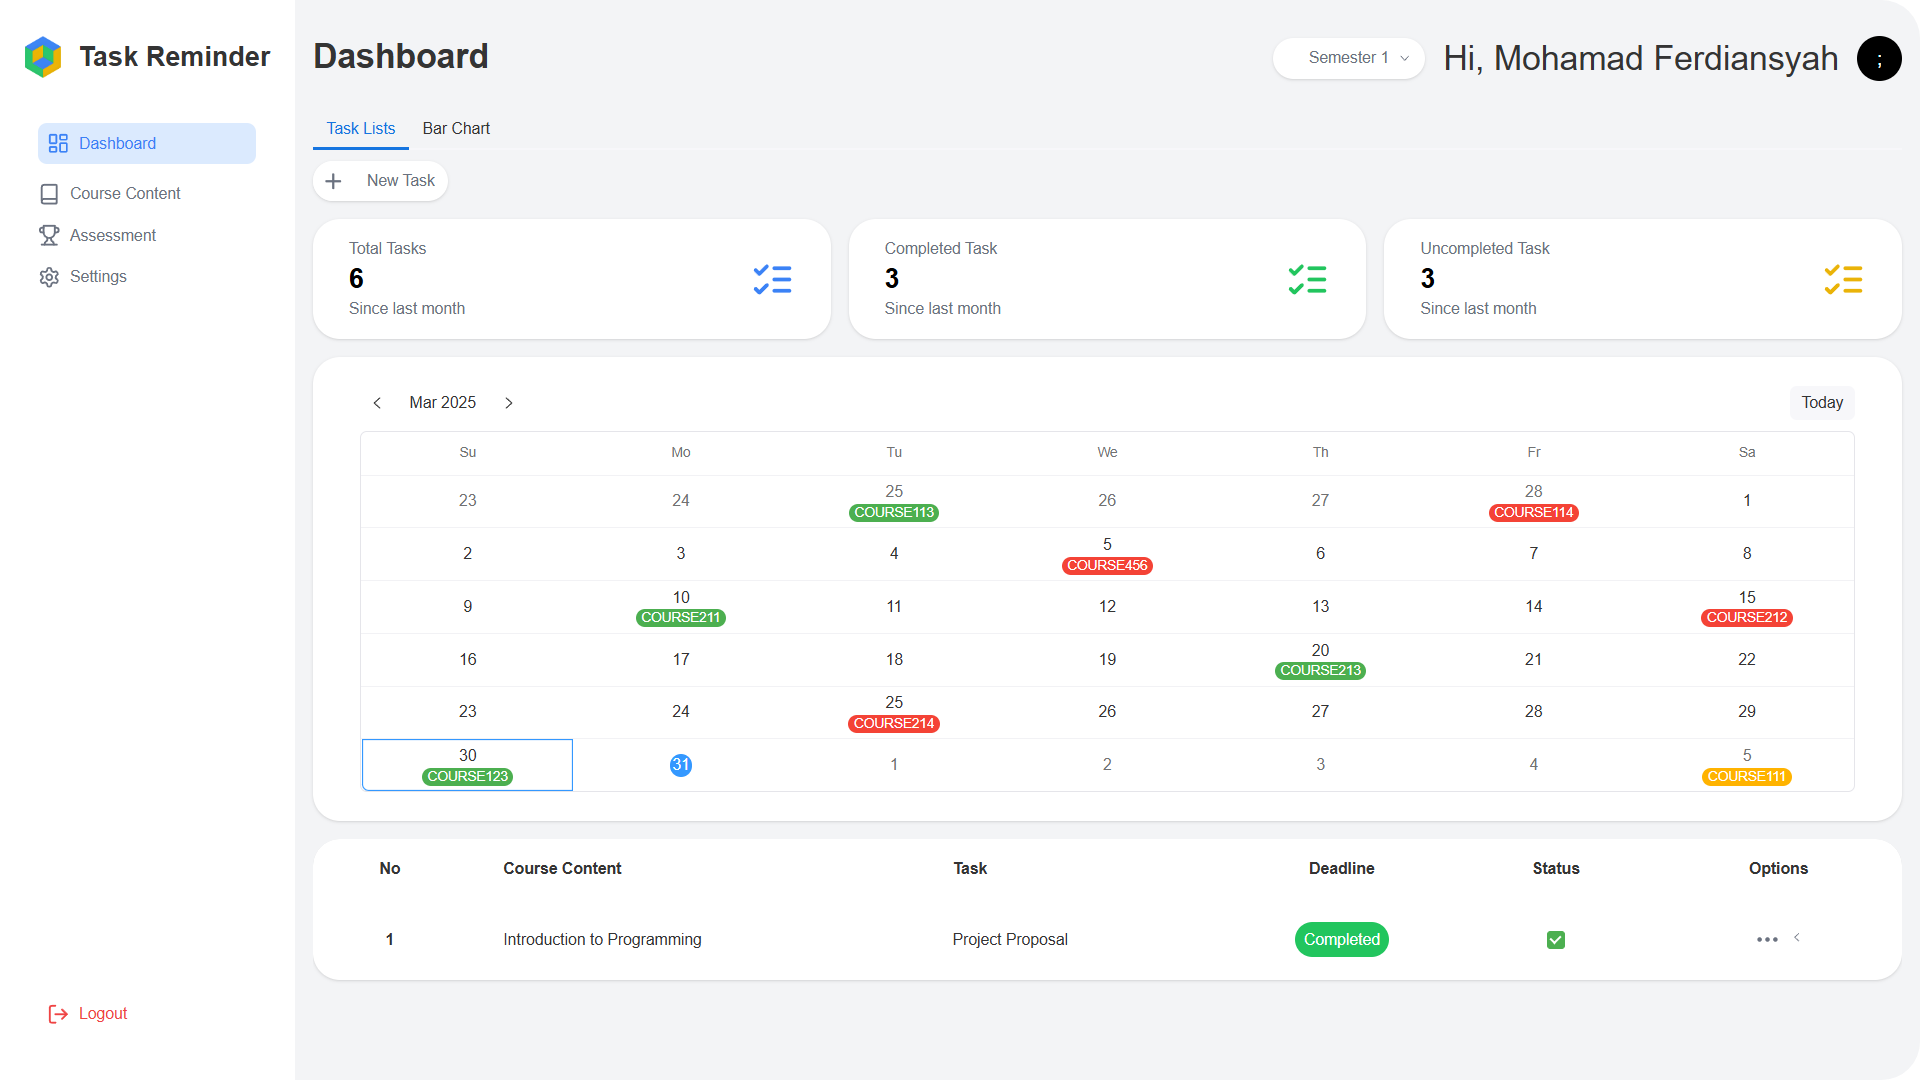 Task Reminder
Dashboard
Course Content
Assessment
Settings
Logout
Dashboard
Semester 1
Hi, Mohamad Ferdiansyah
;
Task Lists Bar Chart
New Task
Total Tasks
6
Since last month
Completed Task
3
Since last month
Uncompleted Task
3
Since last month
Mar 2025
Today
Su Mo Tu We Th Fr Sa
23 24 25 26 27 28 1
COURSE113 COURSE114
2 3 4 5 6 7 8
COURSE456
9 10 11 12 13 14 15
COURSE211 COURSE212
16 17 18 19 20 21 22
COURSE213
23 24 25 26 27 28 29
COURSE214
30 31 1 2 3 4 5
COURSE123 COURSE111
No Course Content Task Deadline Status Options
1 Introduction to Programming Project Proposal Completed